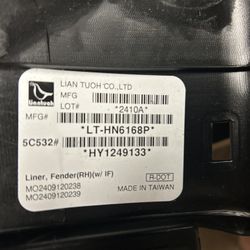 LIAN TUOH CO.,LTD
liantuoh
MFG
LOT# *2410A*
MFG#
*LT-HN6168P*
5C532#
*HY1249133*
Liner, Fender(RH)(w/ IF)
R-DOT
MO2409120238
MADE IN TAIWAN
MO2409120239